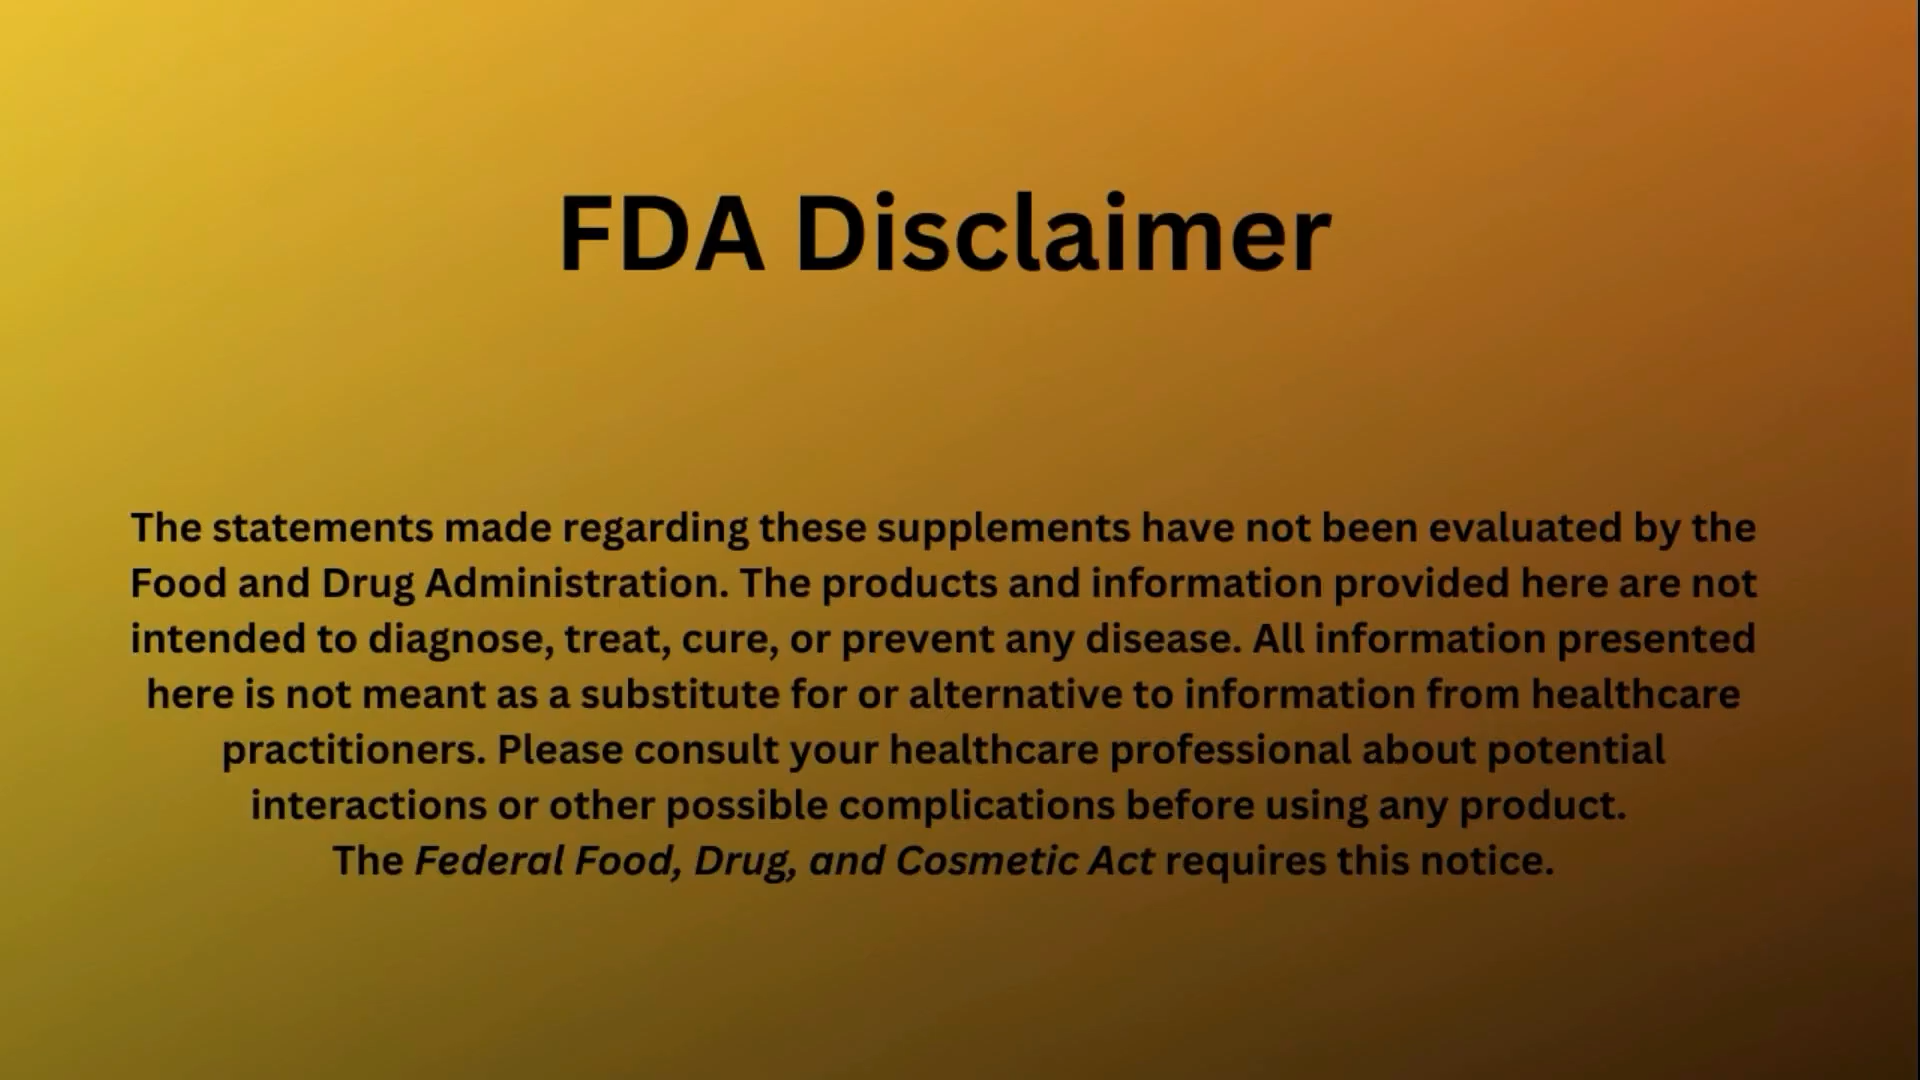 FDA Disclaimer
The statements made regarding these supplements have not been evaluated by the
Food and Drug Administration. The products and information provided here are not
intended to diagnose, treat, cure, or prevent any disease. All information presented
here is not meant as a substitute for or alternative to information from healthcare
practitioners. Please consult your healthcare professional about potential
interactions or other possible complications before using any product.
The Federal Food, Drug, and Cosmetic Act requires this notice.